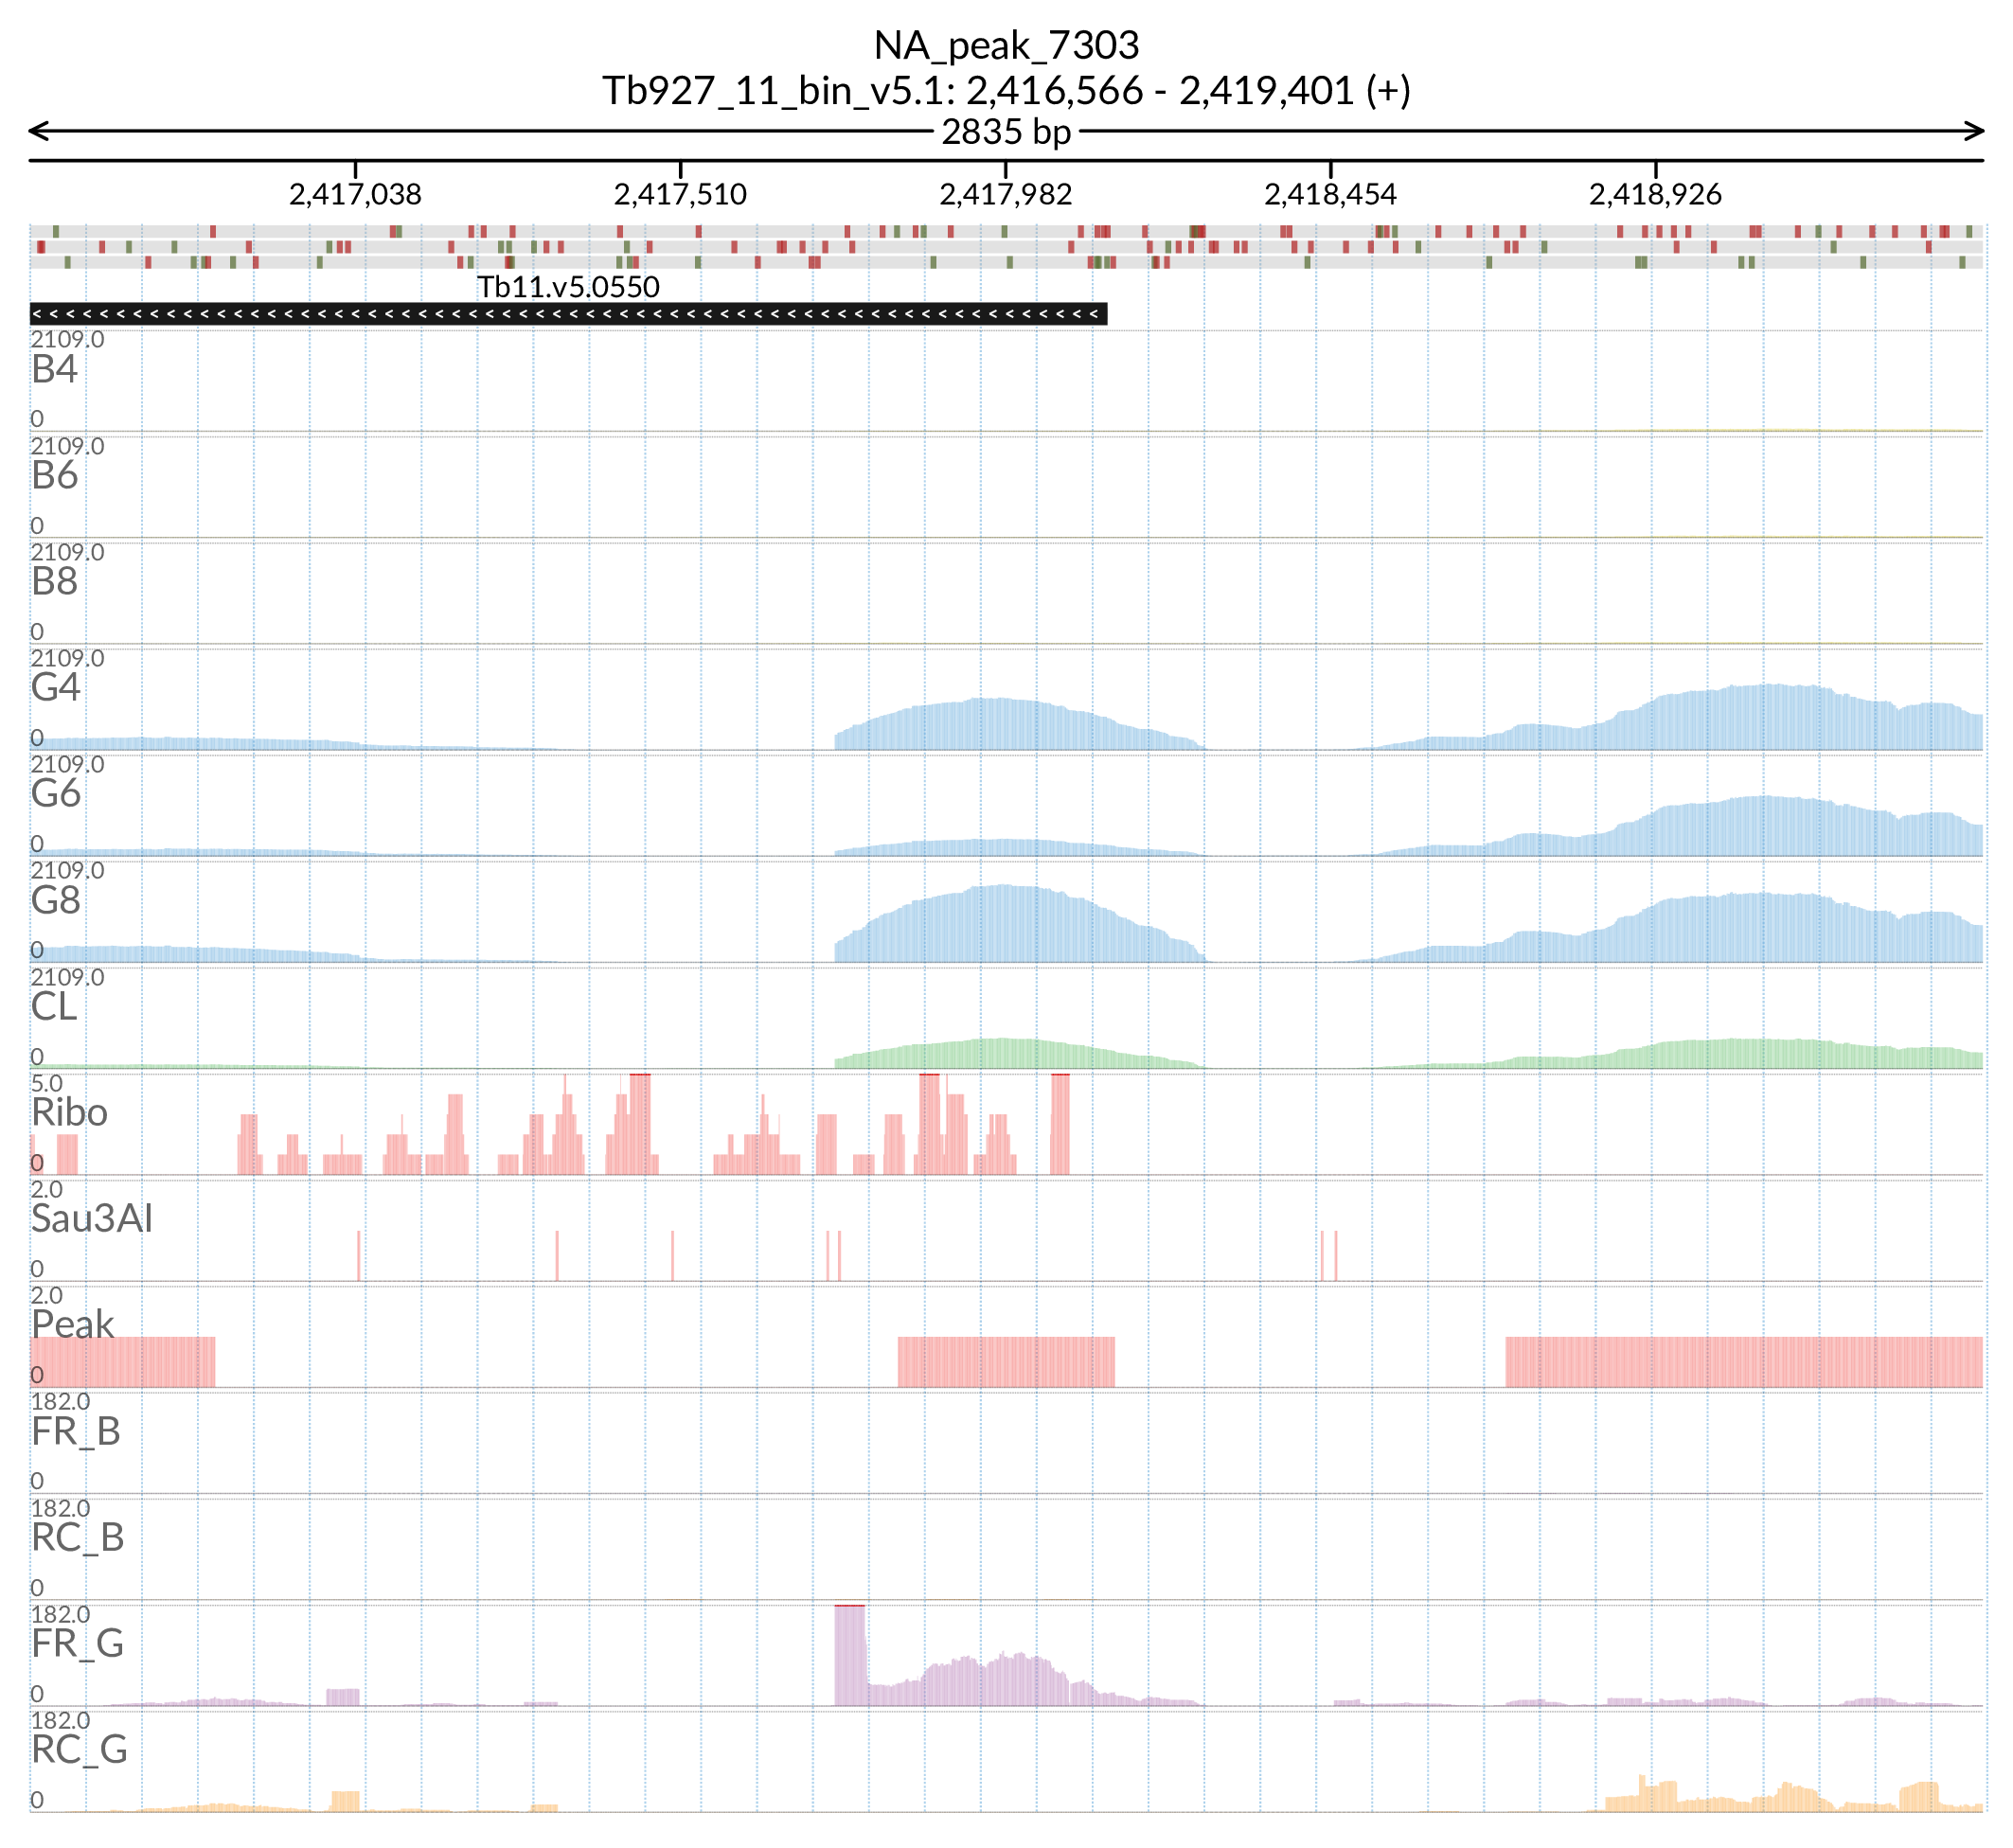 NA_peak_7303
Tb927_11_bin_v5.1: 2,416,566 - 2,419,401 (+)
2835 bp
2,417,038 2,417,510 2,417,982 2,418,454 2,418,926
Tb11.v5.0550
2109.0
B4
0
2109.0
B6
0
2109.0
B8
0
2109.0
G4
0
2109.0
G6
0
2109.0
G8
0
2109.0
CL
0
5.0
Ribo
0
2.0
Sau3AI
0
2.0
Peak
0
182.0
FR_B
0
182.0
RC_B
0
182.0
FR_G
0
182.0
RC_G
0